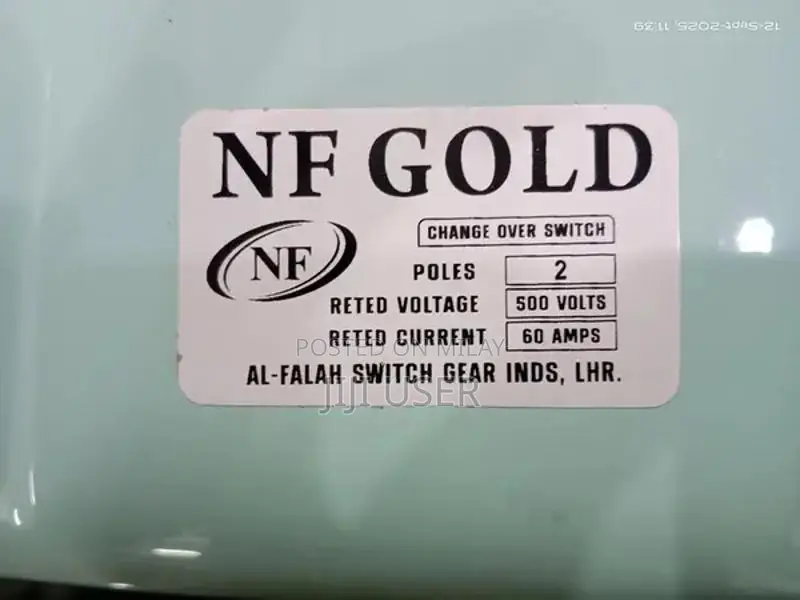 12-Sept-2025, 11:39
NF GOLD
NF
CHANGE OVER SWITCH
POLES 2
RETED VOLTAGE 500 VOLTS
RETED CURRENT 60 AMPS
POSTED ON MILAY
AL-FALAH SWITCH GEAR INDS, LHR.
JIJI USER